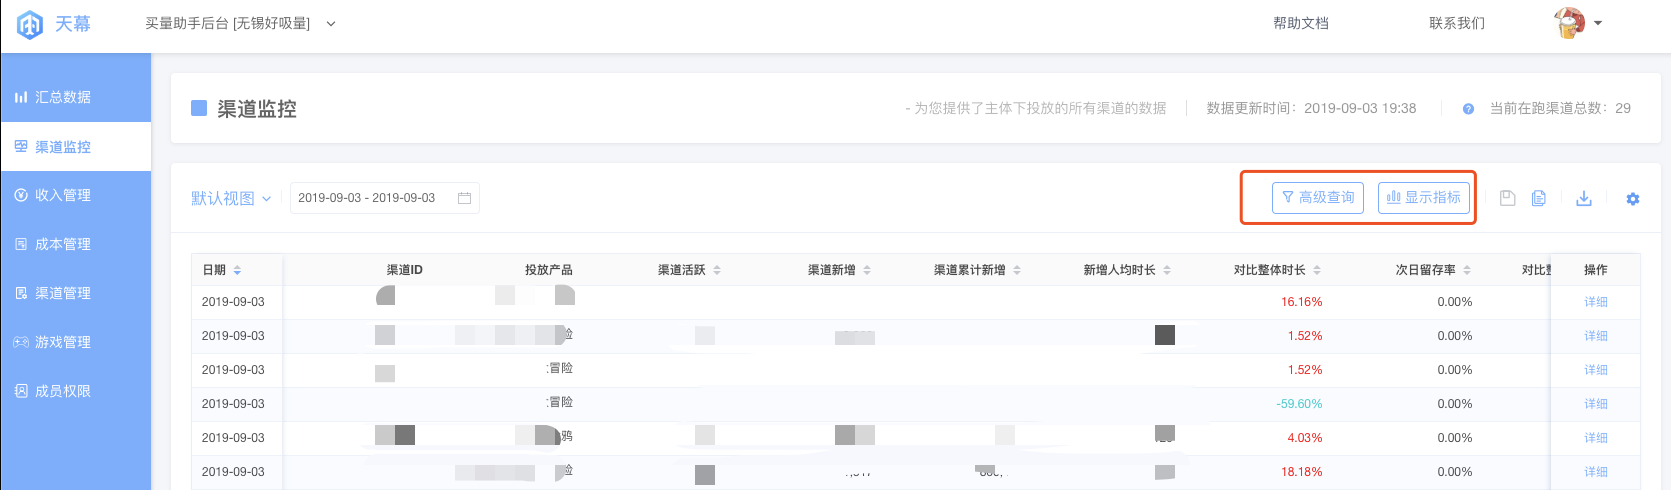 天幕
买量助手后台 [无锡好吸量]
帮助文档
联系我们
汇总数据
渠道监控
收入管理
成本管理
渠道管理
游戏管理
成员权限
渠道监控
- 为您提供了主体下投放的所有渠道的数据
数据更新时间：2019-09-03 19:38
当前在跑渠道总数：29
默认视图
2019-09-03 - 2019-09-03
高级查询
显示指标
日期 渠道ID 投放产品 渠道活跃 渠道新增 渠道累计新增 新增人均时长 对比整体时长 次日留存率 对比 操作
2019-09-03 16.16% 0.00% 详细
2019-09-03 险 1.52% 0.00% 详细
2019-09-03 冒险 1.52% 0.00% 详细
2019-09-03 冒险 -59.60% 0.00% 详细
2019-09-03 鸦 4.03% 0.00% 详细
2019-09-03 险 18.18% 0.00% 详细